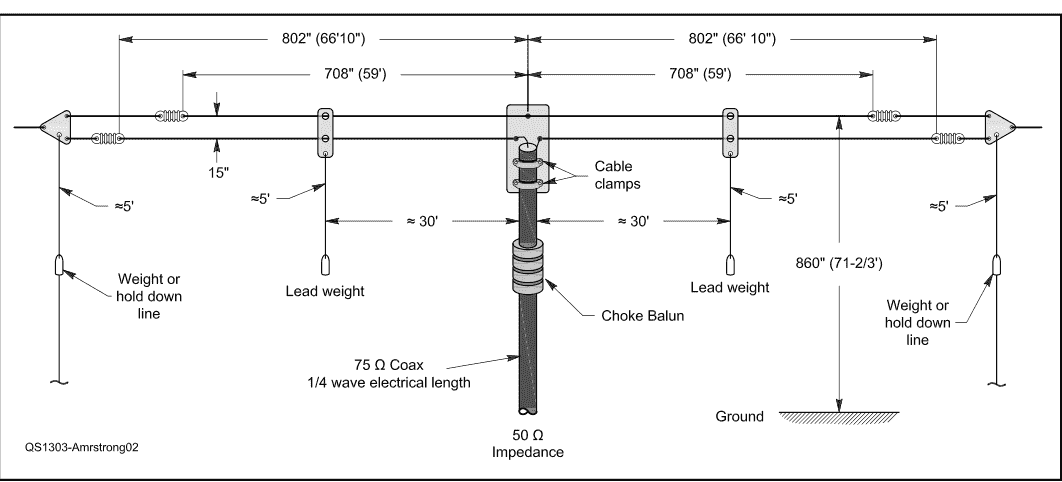 802" (66'10")
802" (66' 10")
708" (59')
708" (59')
15"
Cable
clamps
≈5'
≈5'
≈5'
≈5'
≈ 30'
≈ 30'
860" (71-2/3')
Weight or
hold down
line
Lead weight
Lead weight
Weight or
hold down
line
Choke Balun
75 Ω Coax
1/4 wave electrical length
Ground
50 Ω
Impedance
QS1303-Amrstrong02